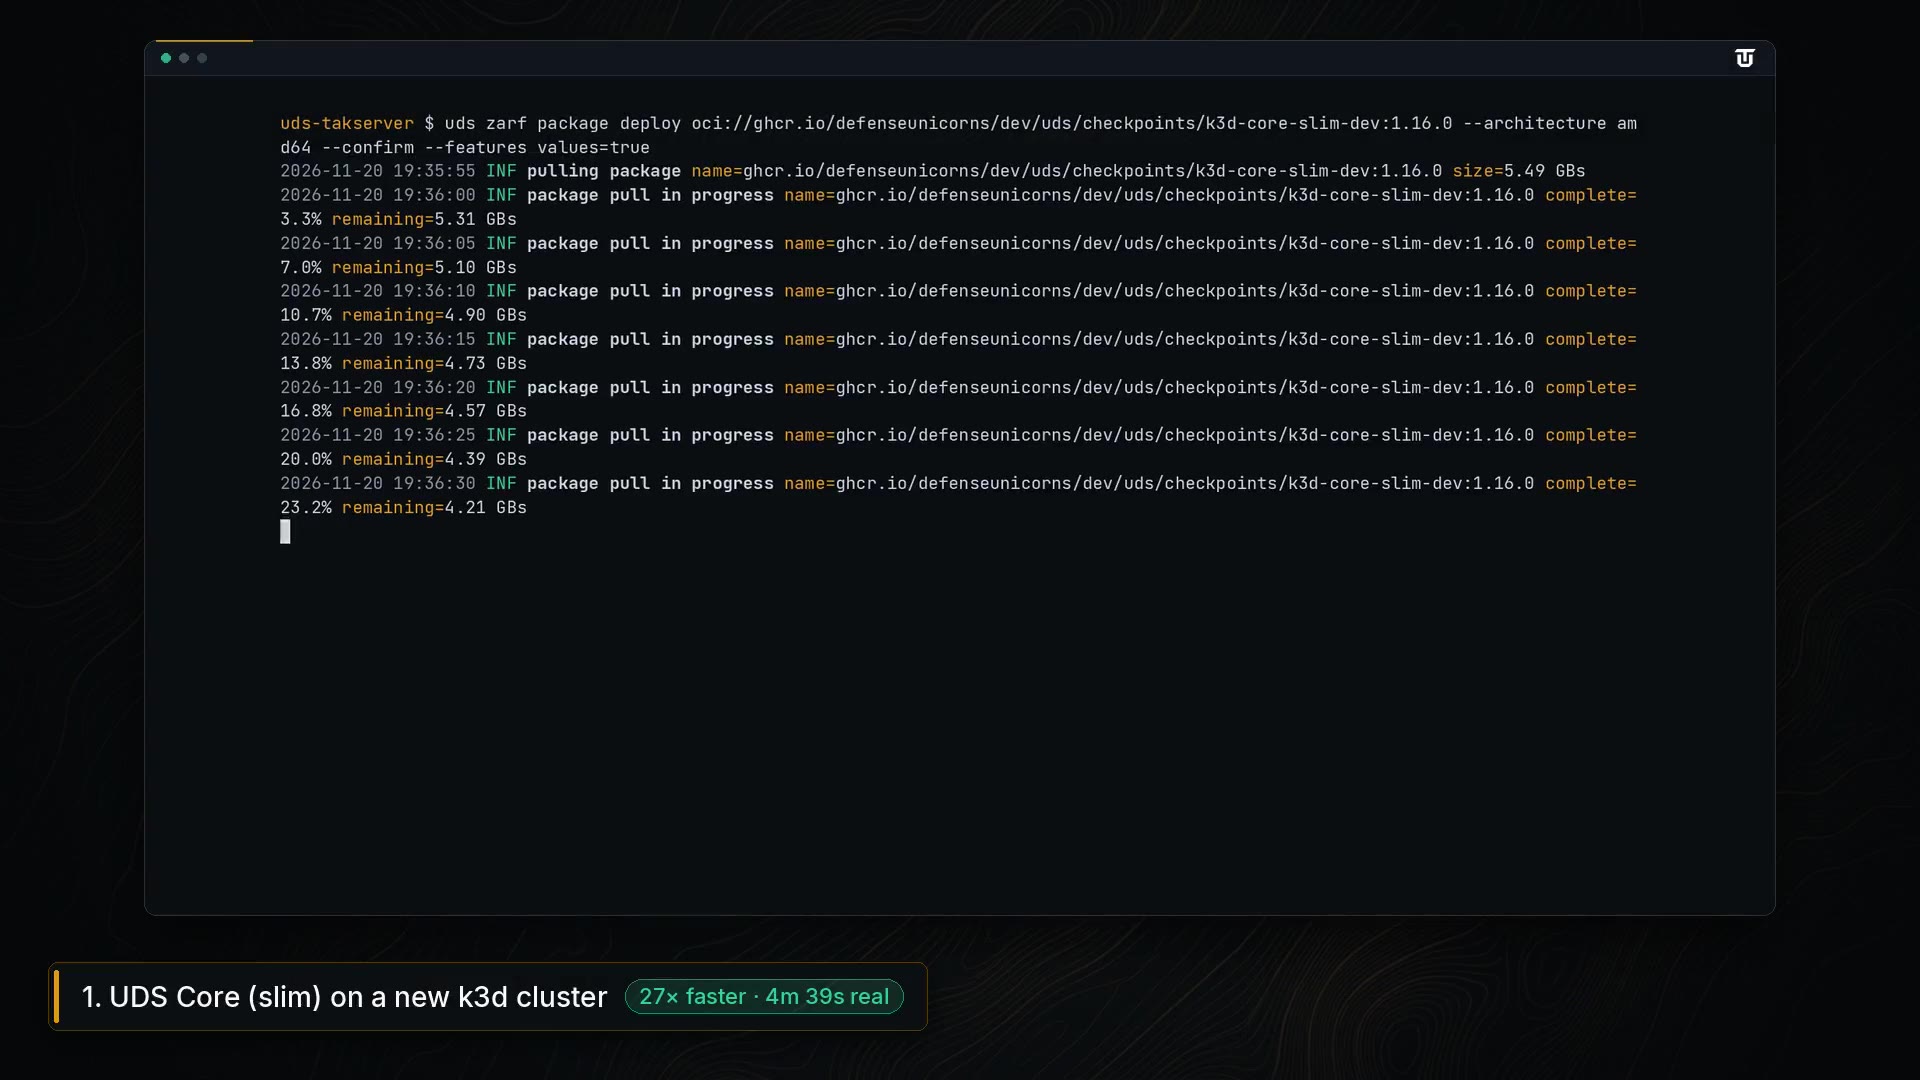 uds-takserver $ uds zarf package deploy oci://ghcr.io/defenseunicorns/dev/uds/checkpoints/k3d-core-slim-dev:1.16.0 --architecture am
d64 --confirm --features values=true
2026-11-20 19:35:55 INF pulling package name=ghcr.io/defenseunicorns/dev/uds/checkpoints/k3d-core-slim-dev:1.16.0 size=5.49 GBs
2026-11-20 19:36:00 INF package pull in progress name=ghcr.io/defenseunicorns/dev/uds/checkpoints/k3d-core-slim-dev:1.16.0 complete=
3.3% remaining=5.31 GBs
2026-11-20 19:36:05 INF package pull in progress name=ghcr.io/defenseunicorns/dev/uds/checkpoints/k3d-core-slim-dev:1.16.0 complete=
7.0% remaining=5.10 GBs
2026-11-20 19:36:10 INF package pull in progress name=ghcr.io/defenseunicorns/dev/uds/checkpoints/k3d-core-slim-dev:1.16.0 complete=
10.7% remaining=4.90 GBs
2026-11-20 19:36:15 INF package pull in progress name=ghcr.io/defenseunicorns/dev/uds/checkpoints/k3d-core-slim-dev:1.16.0 complete=
13.8% remaining=4.73 GBs
2026-11-20 19:36:20 INF package pull in progress name=ghcr.io/defenseunicorns/dev/uds/checkpoints/k3d-core-slim-dev:1.16.0 complete=
16.8% remaining=4.57 GBs
2026-11-20 19:36:25 INF package pull in progress name=ghcr.io/defenseunicorns/dev/uds/checkpoints/k3d-core-slim-dev:1.16.0 complete=
20.0% remaining=4.39 GBs
2026-11-20 19:36:30 INF package pull in progress name=ghcr.io/defenseunicorns/dev/uds/checkpoints/k3d-core-slim-dev:1.16.0 complete=
23.2% remaining=4.21 GBs
1. UDS Core (slim) on a new k3d cluster 27× faster · 4m 39s real